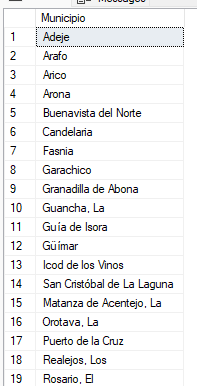 Messages
Municipio
1 Adeje
2 Arafo
3 Arico
4 Arona
5 Buenavista del Norte
6 Candelaria
7 Fasnia
8 Garachico
9 Granadilla de Abona
10 Guancha, La
11 Guía de Isora
12 Güímar
13 Icod de los Vinos
14 San Cristóbal de La Laguna
15 Matanza de Acentejo, La
16 Orotava, La
17 Puerto de la Cruz
18 Realejos, Los
19 Rosario, El